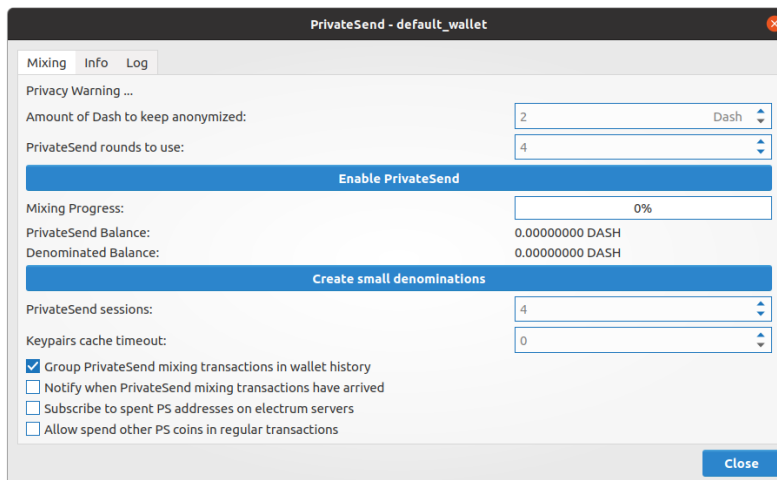 PrivateSend - default_wallet
Mixing Info Log
Privacy Warning ...
Amount of Dash to keep anonymized: 2 Dash
PrivateSend rounds to use: 4
Enable PrivateSend
Mixing Progress: 0%
PrivateSend Balance: 0.00000000 DASH
Denominated Balance: 0.00000000 DASH
Create small denominations
PrivateSend sessions: 4
Keypairs cache timeout: 0
Group PrivateSend mixing transactions in wallet history
Notify when PrivateSend mixing transactions have arrived
Subscribe to spent PS addresses on electrum servers
Allow spend other PS coins in regular transactions
Close